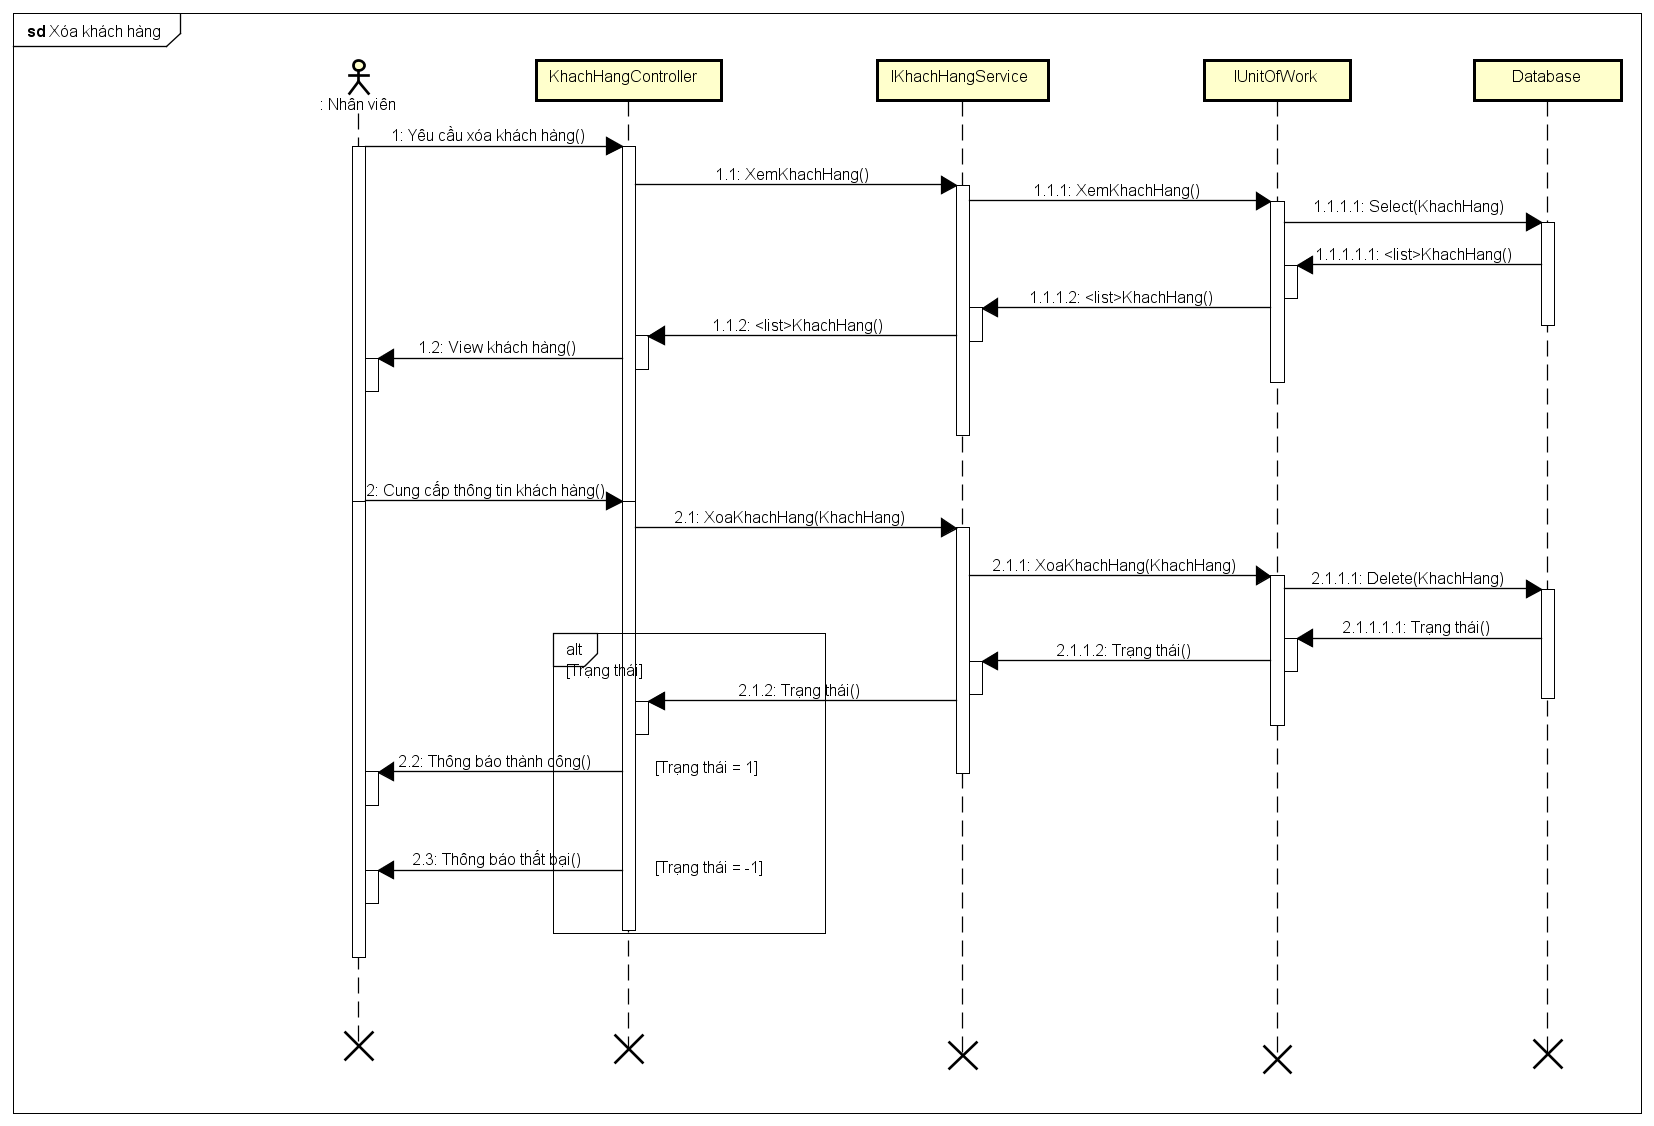 sd Xóa khách hàng
: Nhân viên
KhachHangController
IKhachHangService
IUnitOfWork
Database
1: Yêu cầu xóa khách hàng()
1.1: XemKhachHang()
1.1.1: XemKhachHang()
1.1.1.1: Select(KhachHang)
1.1.1.1.1: <list>KhachHang()
1.1.1.2: <list>KhachHang()
1.1.2: <list>KhachHang()
1.2: View khách hàng()
2: Cung cấp thông tin khách hàng()
2.1: XoaKhachHang(KhachHang)
2.1.1: XoaKhachHang(KhachHang)
2.1.1.1: Delete(KhachHang)
2.1.1.1.1: Trạng thái()
2.1.1.2: Trạng thái()
alt
[Trạng thái]
2.1.2: Trạng thái()
2.2: Thông báo thành công()
[Trạng thái = 1]
2.3: Thông báo thất bại()
[Trạng thái = -1]